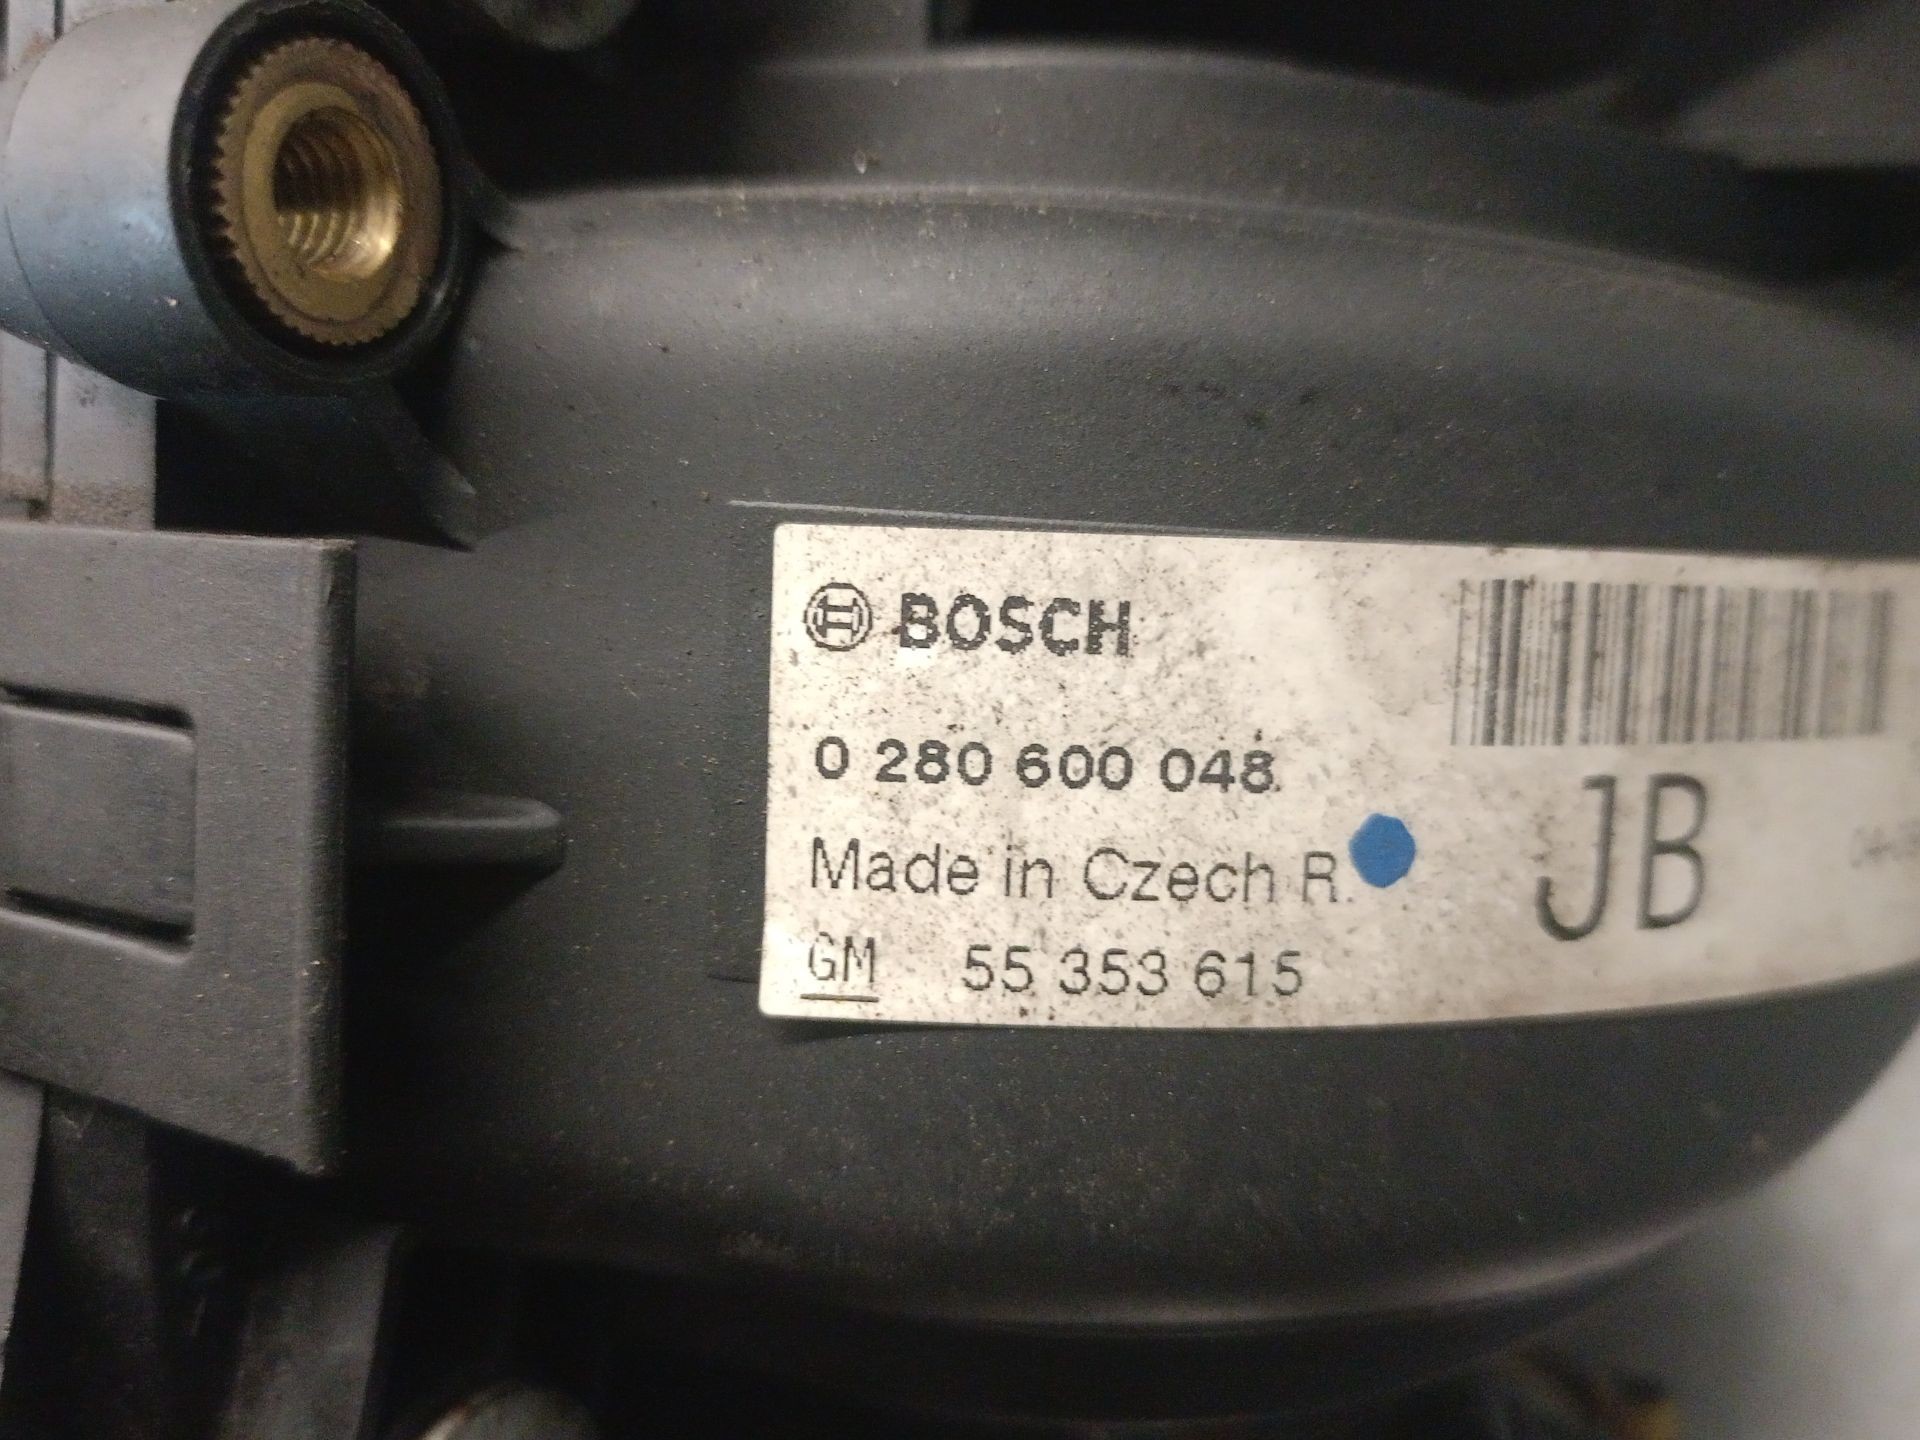 BOSCH
0 280 600 048
Made in Czech R.
JB
GM 55 353 615